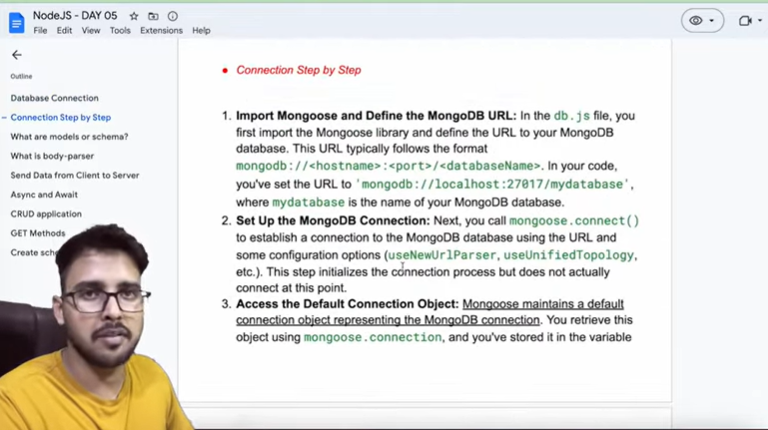 NodeJS - DAY 05
File Edit View Tools Extensions Help
Outline
Database Connection
Connection Step by Step
What are models or schema?
What is body-parser
Send Data from Client to Server
Async and Await
CRUD application
GET Methods
Create sch
Connection Step by Step
1. Import Mongoose and Define the MongoDB URL: In the db.js file, you
first import the Mongoose library and define the URL to your MongoDB
database. This URL typically follows the format
mongodb://<hostname>:<port>/<databaseName>. In your code,
you've set the URL to 'mongodb://localhost:27017/mydatabase',
where mydatabase is the name of your MongoDB database.
2. Set Up the MongoDB Connection: Next, you call mongoose.connect()
to establish a connection to the MongoDB database using the URL and
some configuration options (useNewUrlParser, useUnifiedTopology,
etc.). This step initializes the connection process but does not actually
connect at this point.
3. Access the Default Connection Object: Mongoose maintains a default
connection object representing the MongoDB connection. You retrieve this
object using mongoose.connection, and you've stored it in the variable